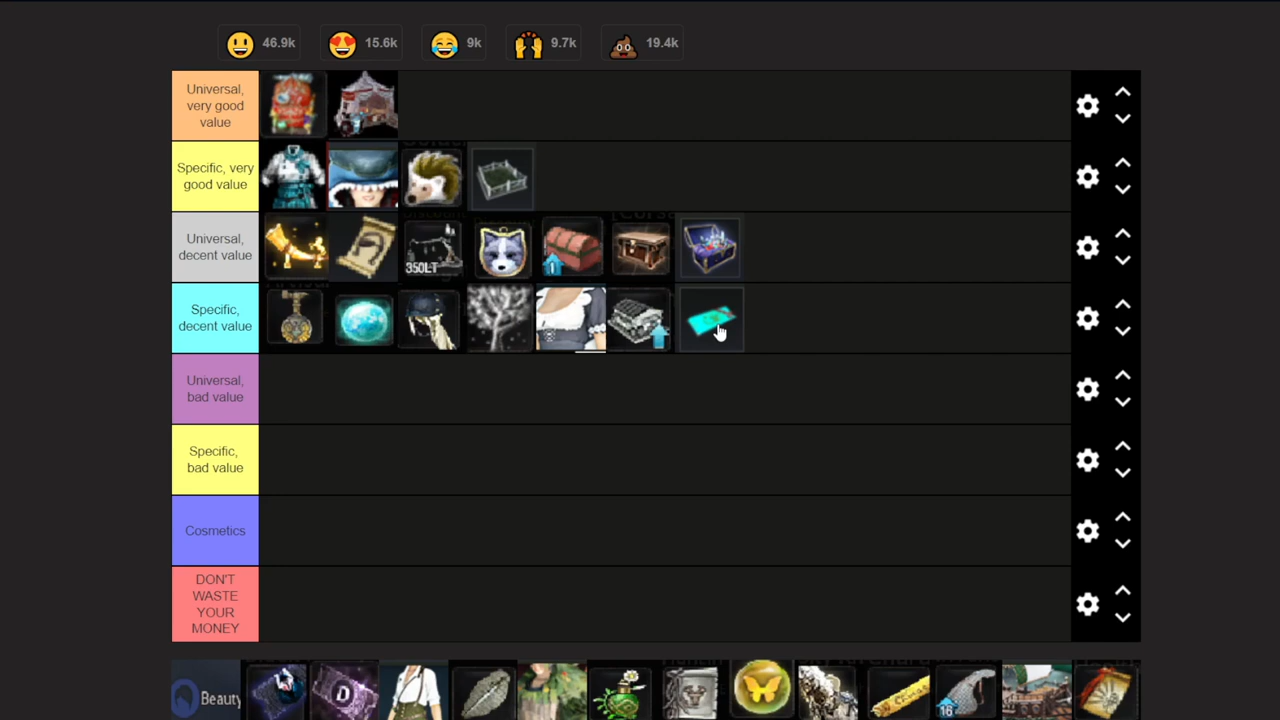 46.9k 15.6k 9k 9.7k 19.4k
Universal,
very good
value
Specific, very
good value
Universal,
decent value
350LT
Specific,
decent value
Universal,
bad value
Specific,
bad value
Cosmetics
DON'T
WASTE
YOUR
MONEY
Beauty
D
16